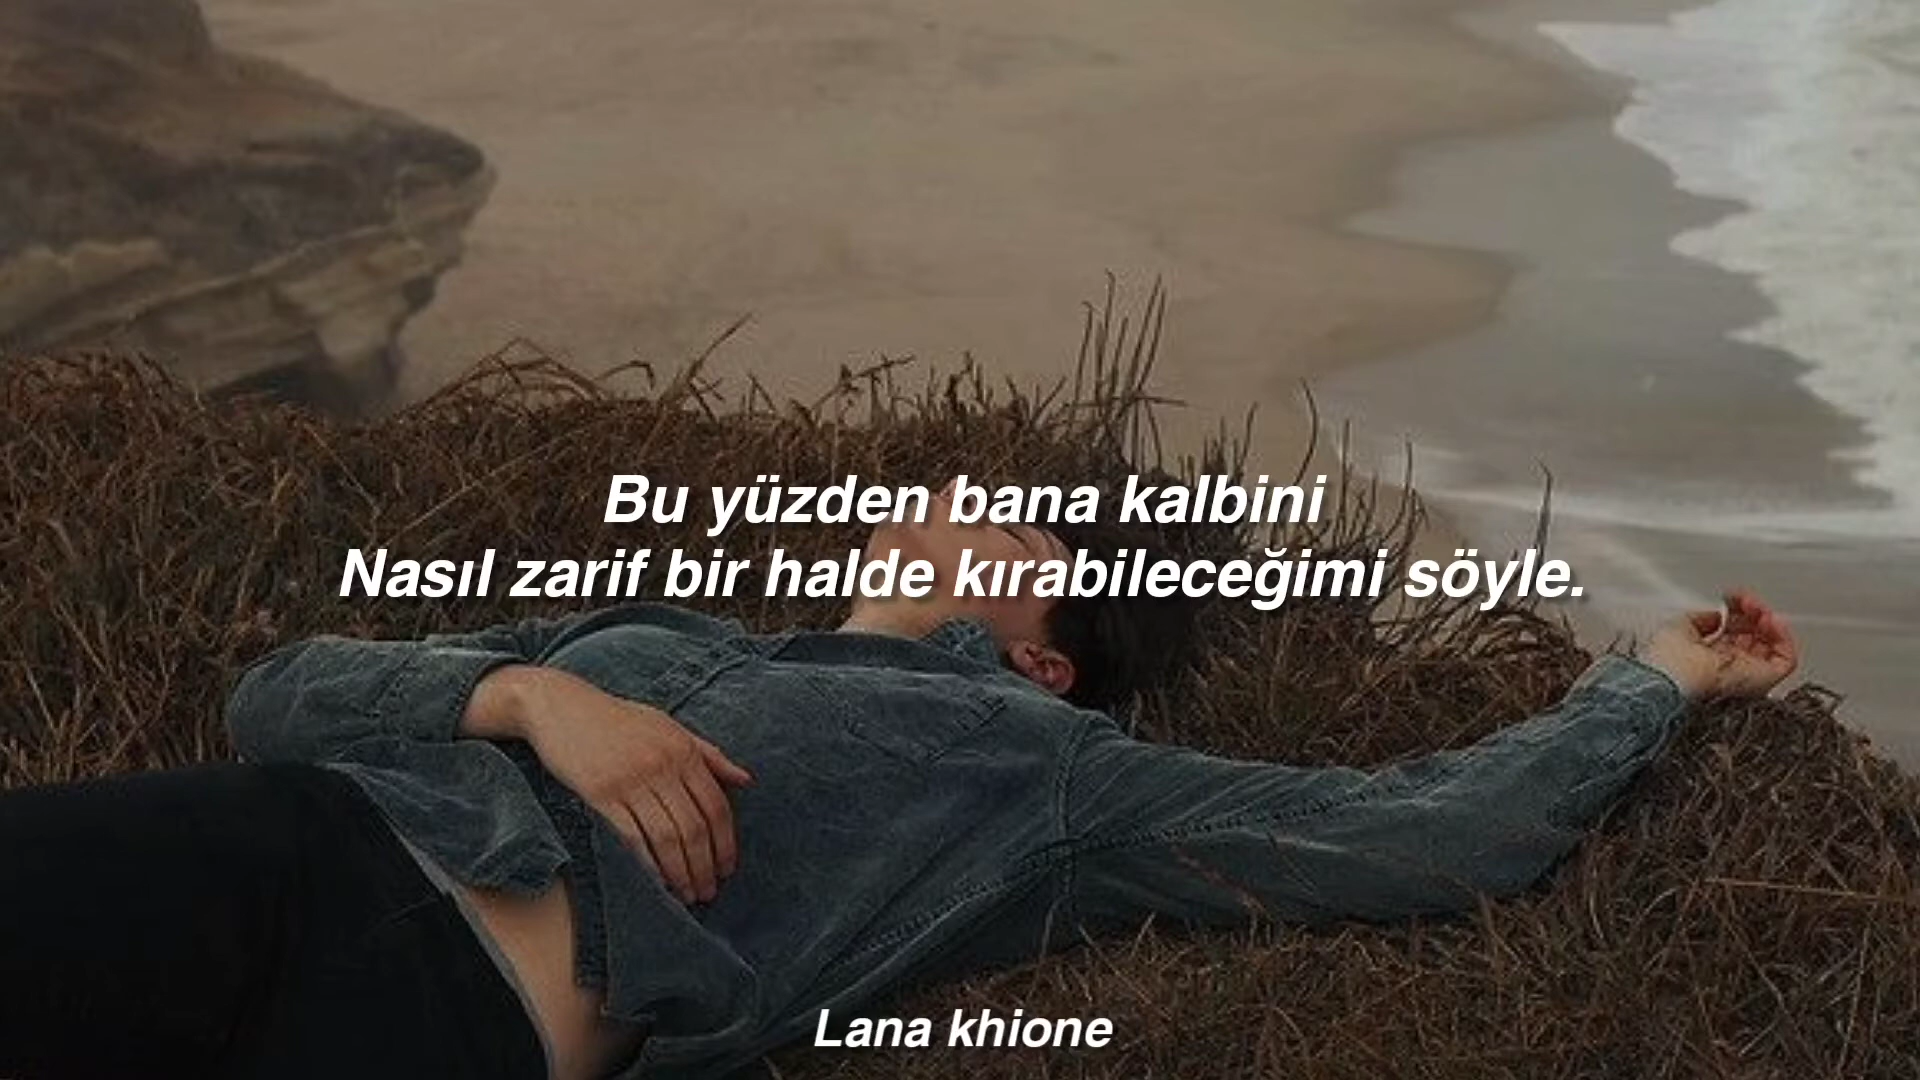 Bu yüzden bana kalbini
Nasıl zarif bir halde kırabileceğimi söyle.
Lana khione